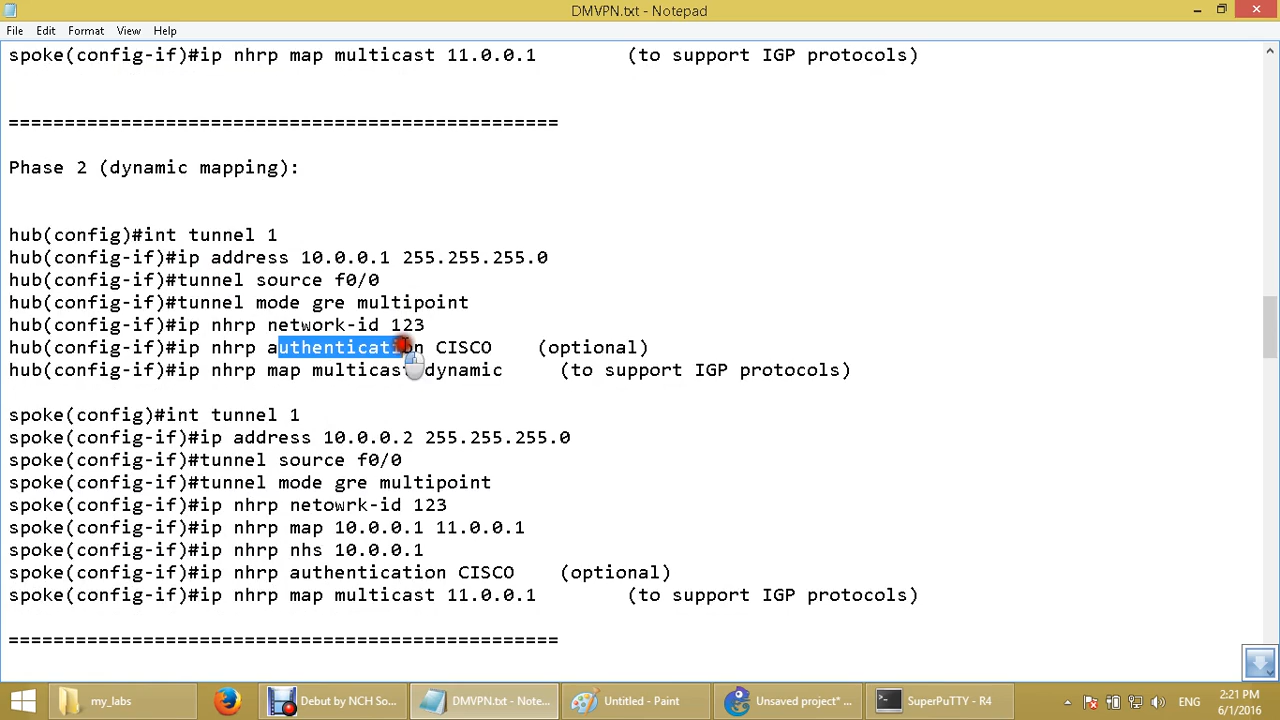 DMVPN.txt - Notepad
File Edit Format View Help
spoke(config-if)#ip nhrp map multicast 11.0.0.1 (to support IGP protocols)
=================================================
Phase 2 (dynamic mapping):
hub(config)#int tunnel 1
hub(config-if)#ip address 10.0.0.1 255.255.255.0
hub(config-if)#tunnel source f0/0
hub(config-if)#tunnel mode gre multipoint
hub(config-if)#ip nhrp network-id 123
hub(config-if)#ip nhrp authentication CISCO (optional)
hub(config-if)#ip nhrp map multicast dynamic (to support IGP protocols)
spoke(config)#int tunnel 1
spoke(config-if)#ip address 10.0.0.2 255.255.255.0
spoke(config-if)#tunnel source f0/0
spoke(config-if)#tunnel mode gre multipoint
spoke(config-if)#ip nhrp netowrk-id 123
spoke(config-if)#ip nhrp map 10.0.0.1 11.0.0.1
spoke(config-if)#ip nhrp nhs 10.0.0.1
spoke(config-if)#ip nhrp authentication CISCO (optional)
spoke(config-if)#ip nhrp map multicast 11.0.0.1 (to support IGP protocols)
=================================================
my_labs Debut by NCH So... DMVPN.txt - Note... Untitled - Paint Unsaved project* ... SuperPuTTY - R4 ENG 2:21 PM
6/1/2016